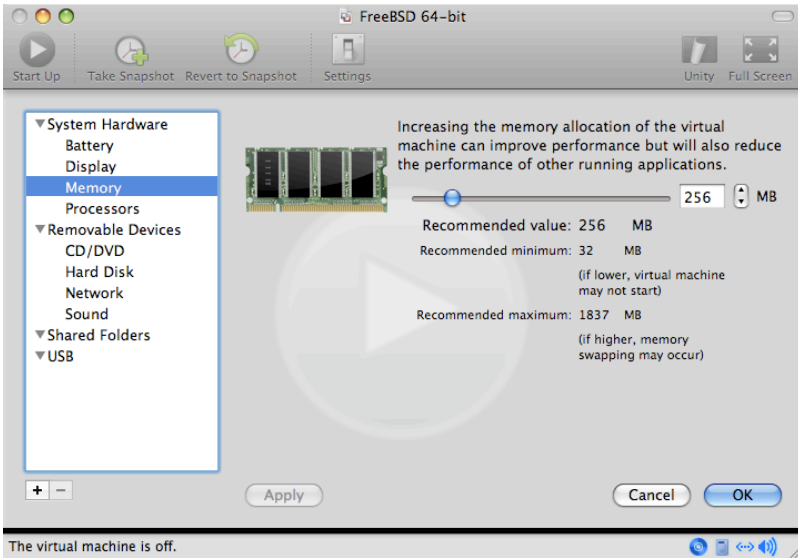 FreeBSD 64-bit
Start Up
Take Snapshot
Revert to Snapshot
Settings
Unity
Full Screen
System Hardware
Battery
Display
Memory
Processors
Removable Devices
CD/DVD
Hard Disk
Network
Sound
Shared Folders
USB
+ −
Increasing the memory allocation of the virtual
machine can improve performance but will also reduce
the performance of other running applications.
256 MB
Recommended value: 256 MB
Recommended minimum: 32 MB
(if lower, virtual machine
may not start)
Recommended maximum: 1837 MB
(if higher, memory
swapping may occur)
Apply
Cancel
OK
The virtual machine is off.